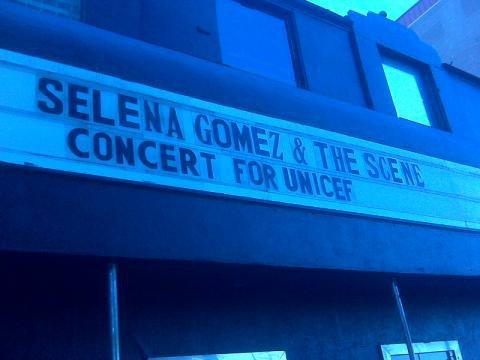 SELENA GOMEZ & THE SCENE
CONCERT FOR UNICEF